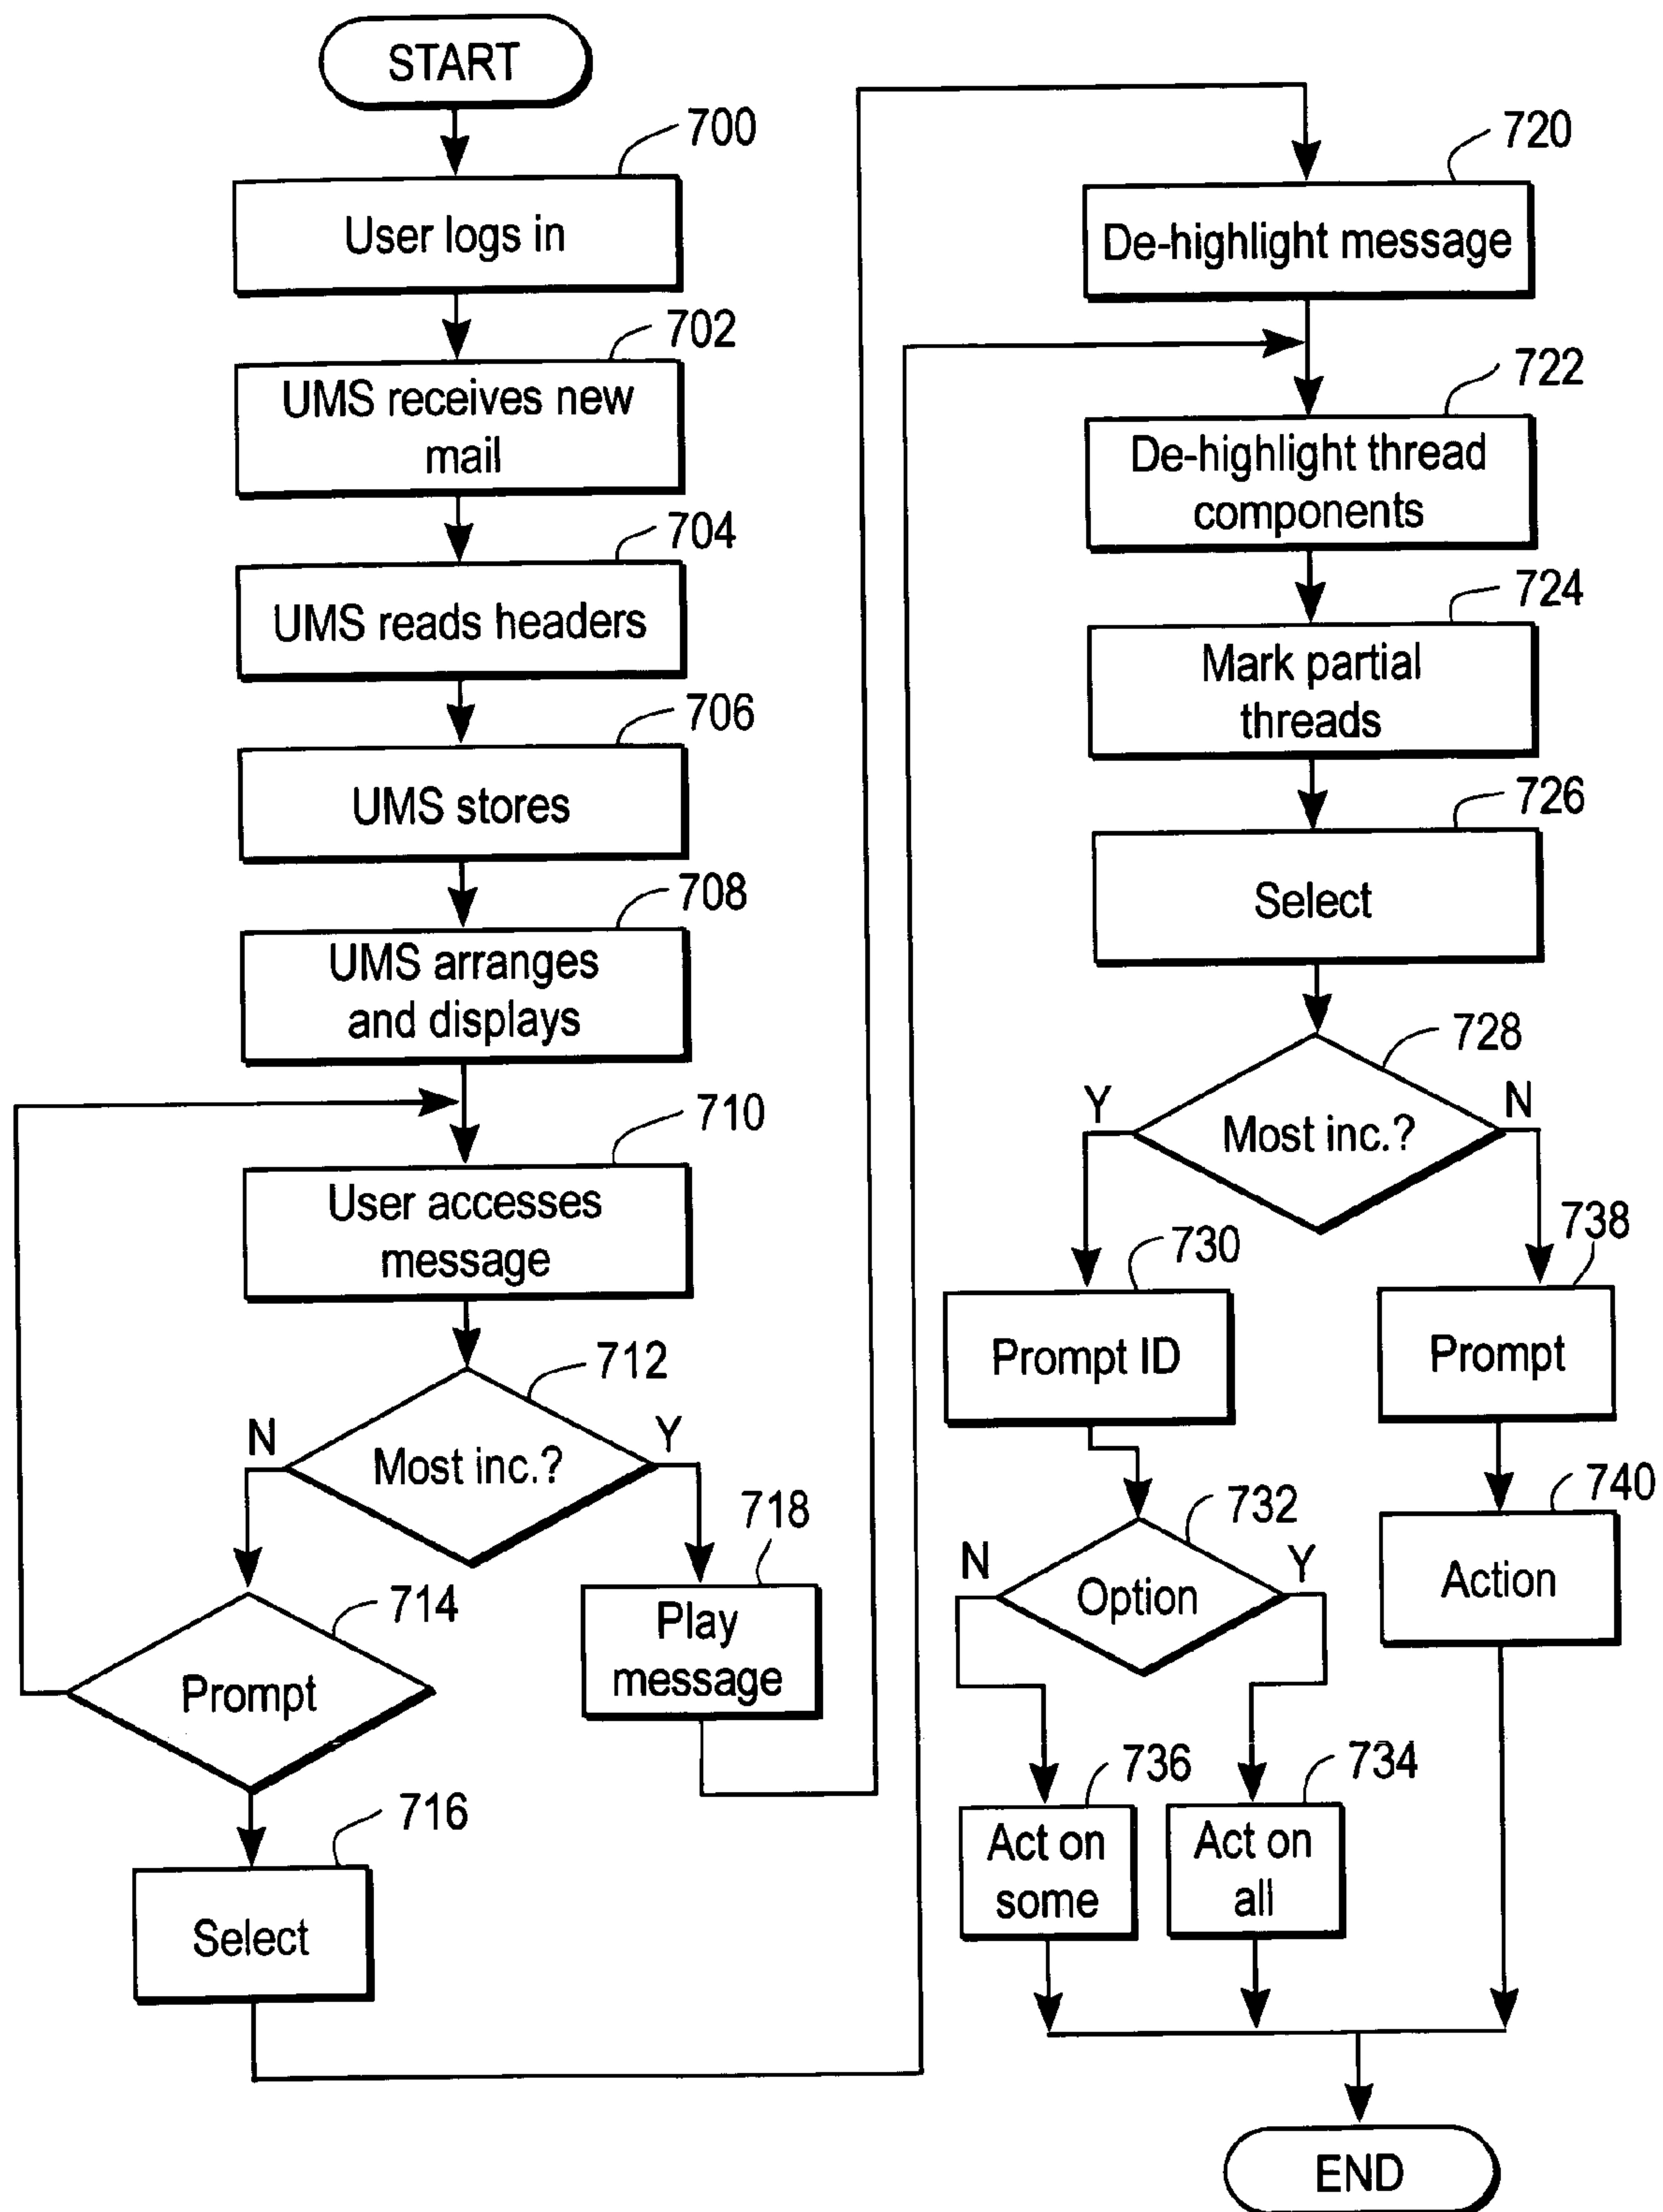 START
700
User logs in
702
UMS receives new
mail
704
UMS reads headers
706
UMS stores
708
UMS arranges
and displays
710
User accesses
message
712
N
Most inc.?
Y
718
Play
message
714
Prompt
716
Select
720
De-highlight message
722
De-highlight thread
components
724
Mark partial
threads
726
Select
728
Y
Most inc.?
N
730
Prompt ID
738
Prompt
732
N
Option
Y
740
Action
736
Act on
some
734
Act on
all
END